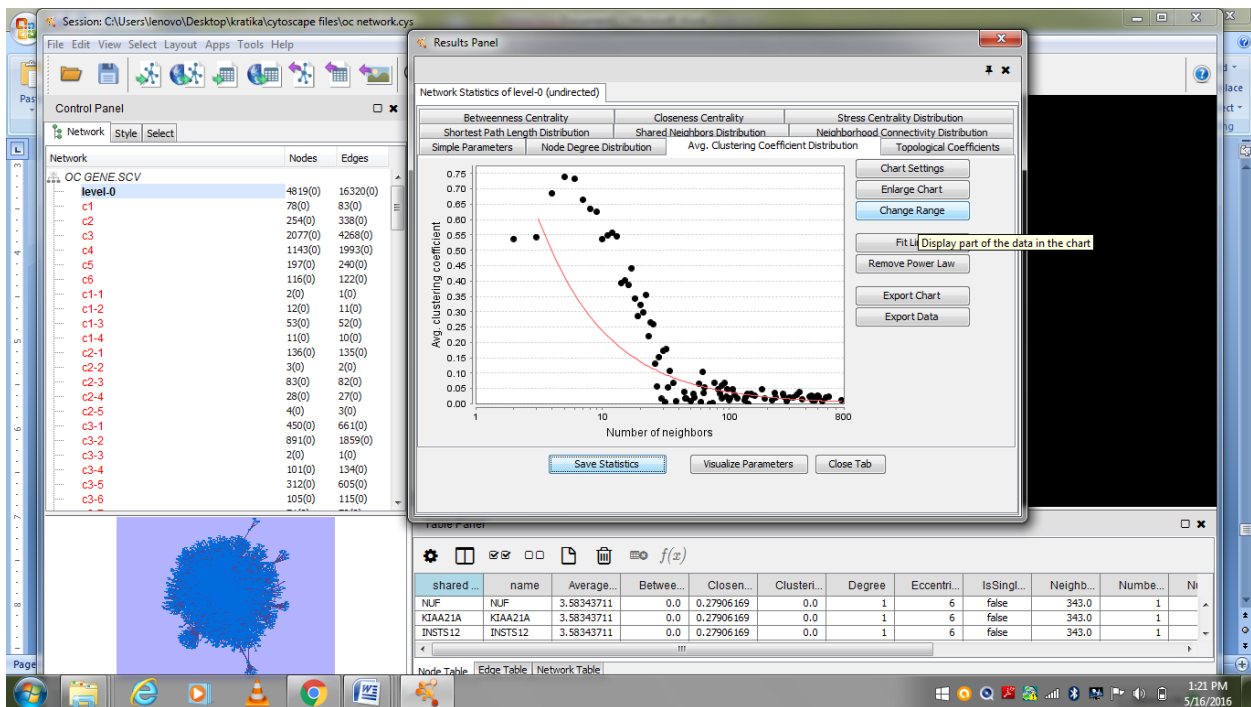 Session: C:\Users\lenovo\Desktop\kratika\cytoscape files\oc network.cys
File Edit View Select Layout Apps Tools Help
Control Panel
Network Style Select
Network Nodes Edges
OC GENE.SCV
level-0 4819(0) 16320(0)
c1 78(0) 83(0)
c2 254(0) 338(0)
c3 2077(0) 4268(0)
c4 1143(0) 1993(0)
c5 197(0) 240(0)
c6 116(0) 122(0)
c1-1 2(0) 1(0)
c1-2 12(0) 11(0)
c1-3 53(0) 52(0)
c1-4 11(0) 10(0)
c2-1 136(0) 135(0)
c2-2 3(0) 2(0)
c2-3 83(0) 82(0)
c2-4 28(0) 27(0)
c2-5 4(0) 3(0)
c3-1 450(0) 661(0)
c3-2 891(0) 1859(0)
c3-3 2(0) 1(0)
c3-4 101(0) 134(0)
c3-5 312(0) 605(0)
c3-6 105(0) 115(0)
Results Panel
Network Statistics of level-0 (undirected)
Betweenness Centrality Closeness Centrality Stress Centrality Distribution
Shortest Path Length Distribution Shared Neighbors Distribution Neighborhood Connectivity Distribution
Simple Parameters Node Degree Distribution Avg. Clustering Coefficient Distribution Topological Coefficients
Avg. clustering coefficient
0.75
0.70
0.65
0.60
0.55
0.50
0.45
0.40
0.35
0.30
0.25
0.20
0.15
0.10
0.05
0.00
1 10 100 800
Number of neighbors
Chart Settings
Enlarge Chart
Change Range
Display part of the data in the chart
Remove Power Law
Export Chart
Export Data
Save Statistics Visualize Parameters Close Tab
Table Panel
f(x)
shared ... name Average... Betwee... Closen... Clusteri... Degree Eccentri... IsSingl... Neighb... Numbe...
NUF NUF 3.58343711 0.0 0.27906169 0.0 1 6 false 343.0 1
KIAA21A KIAA21A 3.58343711 0.0 0.27906169 0.0 1 6 false 343.0 1
INSTS12 INSTS12 3.58343711 0.0 0.27906169 0.0 1 6 false 343.0 1
Node Table Edge Table Network Table
Page
1:21 PM
5/16/2016